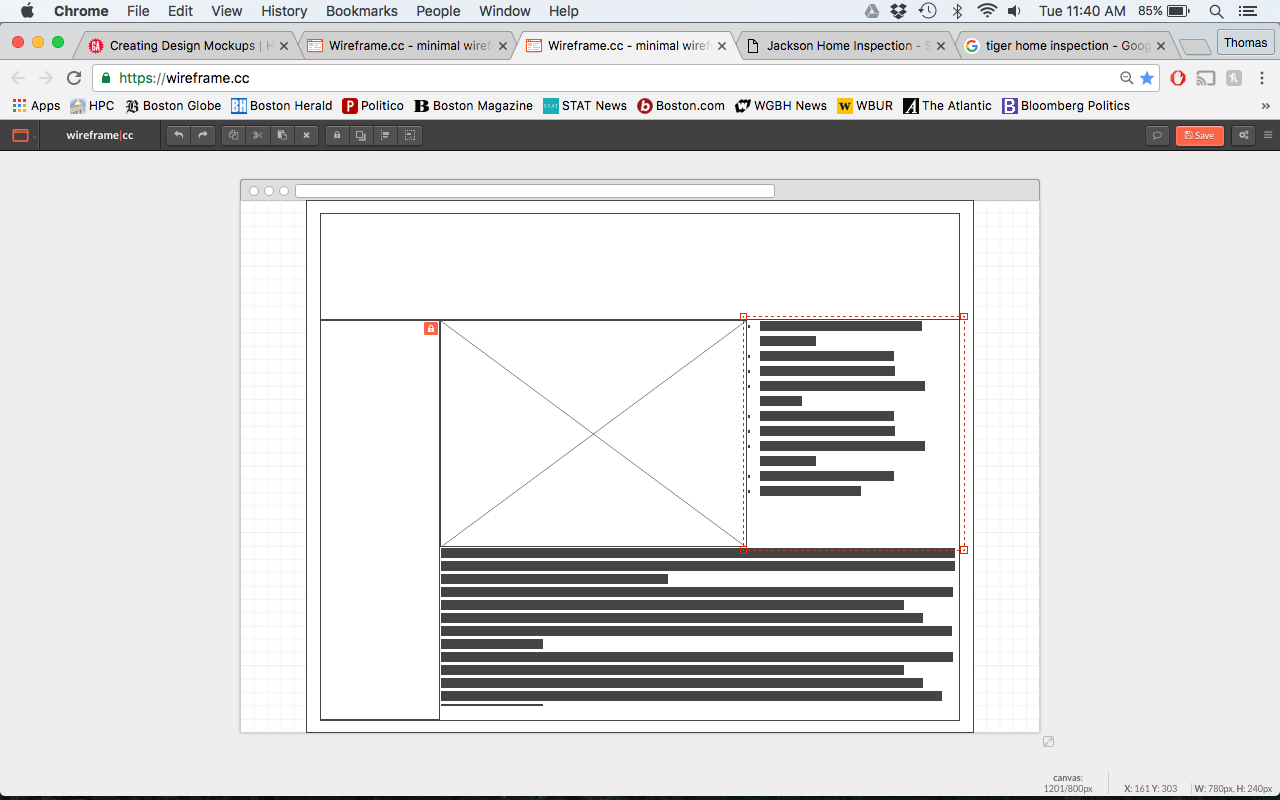 Chrome File Edit View History Bookmarks People Window Help Tue 11:40 AM 85%
GA Creating Design Mockups | H Wireframe.cc - minimal wiref Wireframe.cc - minimal wiref Jackson Home Inspection - S tiger home inspection - Goog Thomas
https://wireframe.cc
Apps HPC Boston Globe BH Boston Herald P Politico B Boston Magazine STAT STAT News b Boston.com WGBH News W WBUR A The Atlantic B Bloomberg Politics »
wireframe|cc Save
canvas:
1201/800px X: 161 Y: 303 W: 780px, H: 240px